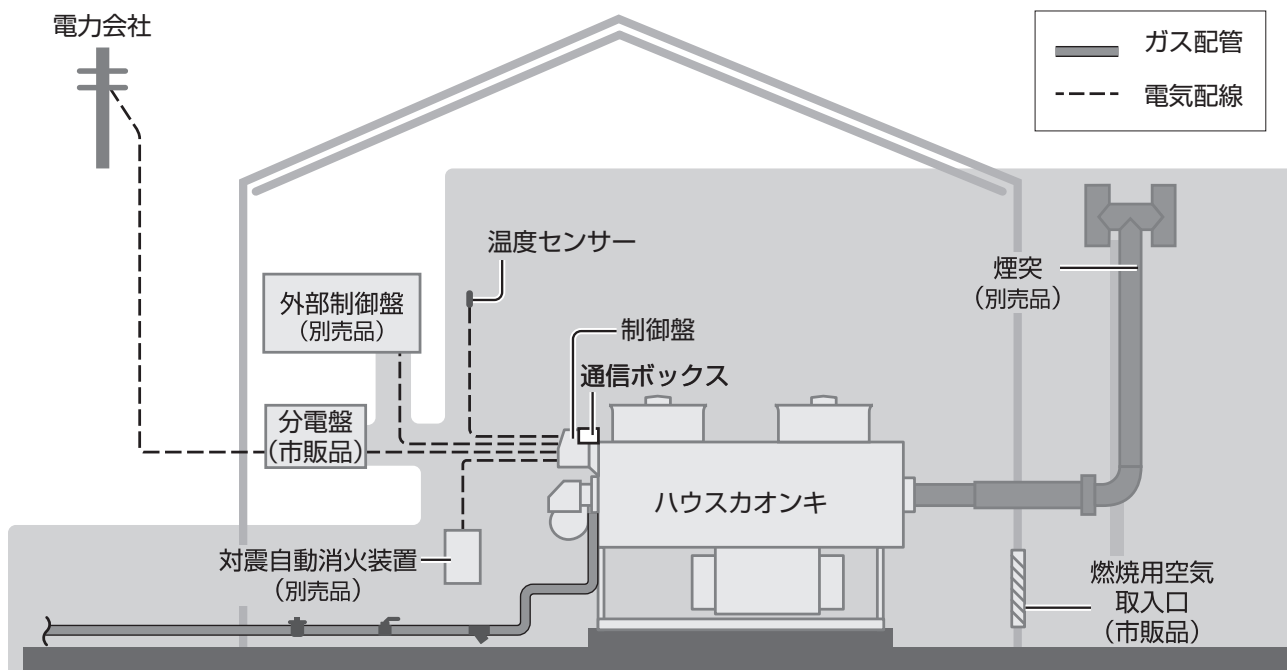 電力会社
ガス配管
電気配線
温度センサー
煙突
(別売品)
外部制御盤
(別売品)
制御盤
通信ボックス
分電盤
(市販品)
ハウスカオンキ
対震自動消火装置
(別売品)
燃焼用空気
取入口
(市販品)